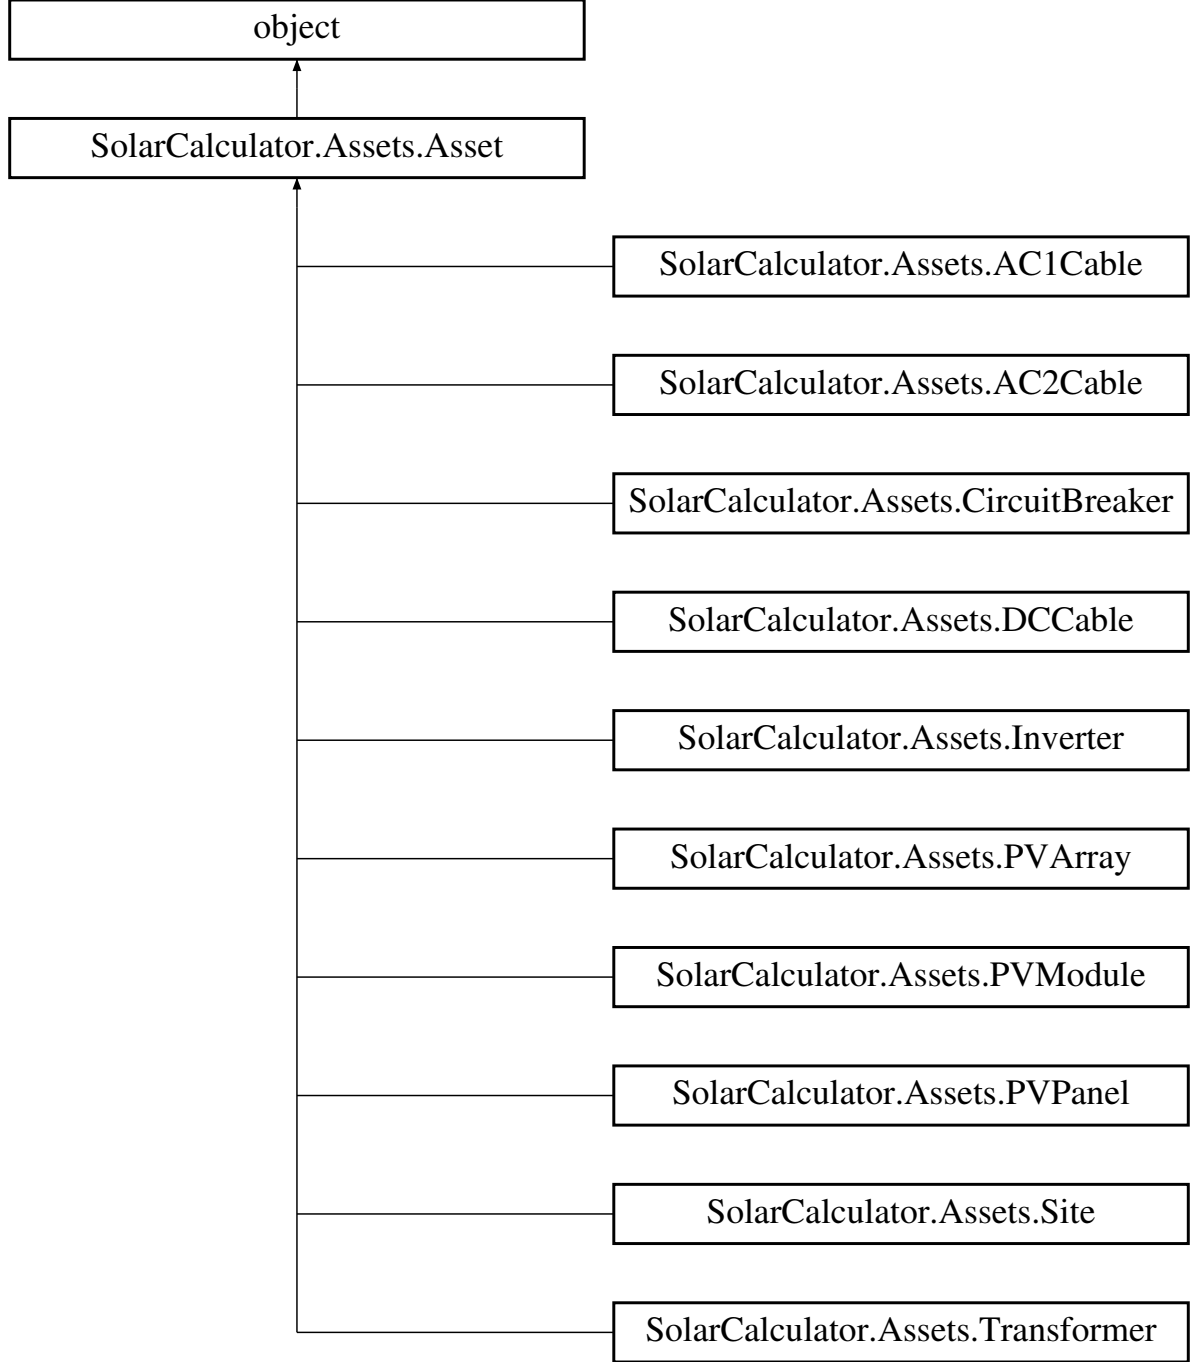 object
SolarCalculator.Assets.Asset
SolarCalculator.Assets.AC1Cable
SolarCalculator.Assets.AC2Cable
SolarCalculator.Assets.CircuitBreaker
SolarCalculator.Assets.DCCable
SolarCalculator.Assets.Inverter
SolarCalculator.Assets.PVArray
SolarCalculator.Assets.PVModule
SolarCalculator.Assets.PVPanel
SolarCalculator.Assets.Site
SolarCalculator.Assets.Transformer